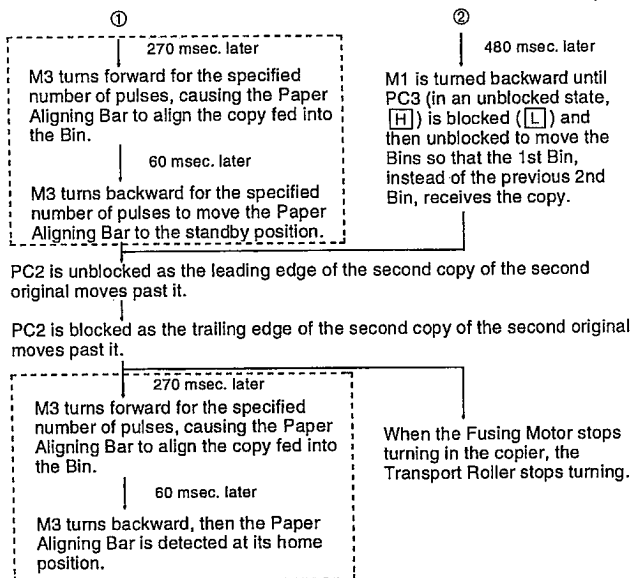 ①
270 msec. later
M3 turns forward for the specified
number of pulses, causing the Paper
Aligning Bar to align the copy fed into
the Bin.
60 msec. later
M3 turns backward for the specified
number of pulses to move the Paper
Aligning Bar to the standby position.
②
480 msec. later
M1 is turned backward until
PC3 (in an unblocked state,
H) is blocked (L) and
then unblocked to move the
Bins so that the 1st Bin,
instead of the previous 2nd
Bin, receives the copy.
PC2 is unblocked as the leading edge of the second copy of the second
original moves past it.
PC2 is blocked as the trailing edge of the second copy of the second original
moves past it.
270 msec. later
M3 turns forward for the specified
number of pulses, causing the Paper
Aligning Bar to align the copy fed into
the Bin.
60 msec. later
M3 turns backward, then the Paper
Aligning Bar is detected at its home
position.
When the Fusing Motor stops
turning in the copier, the
Transport Roller stops turning.